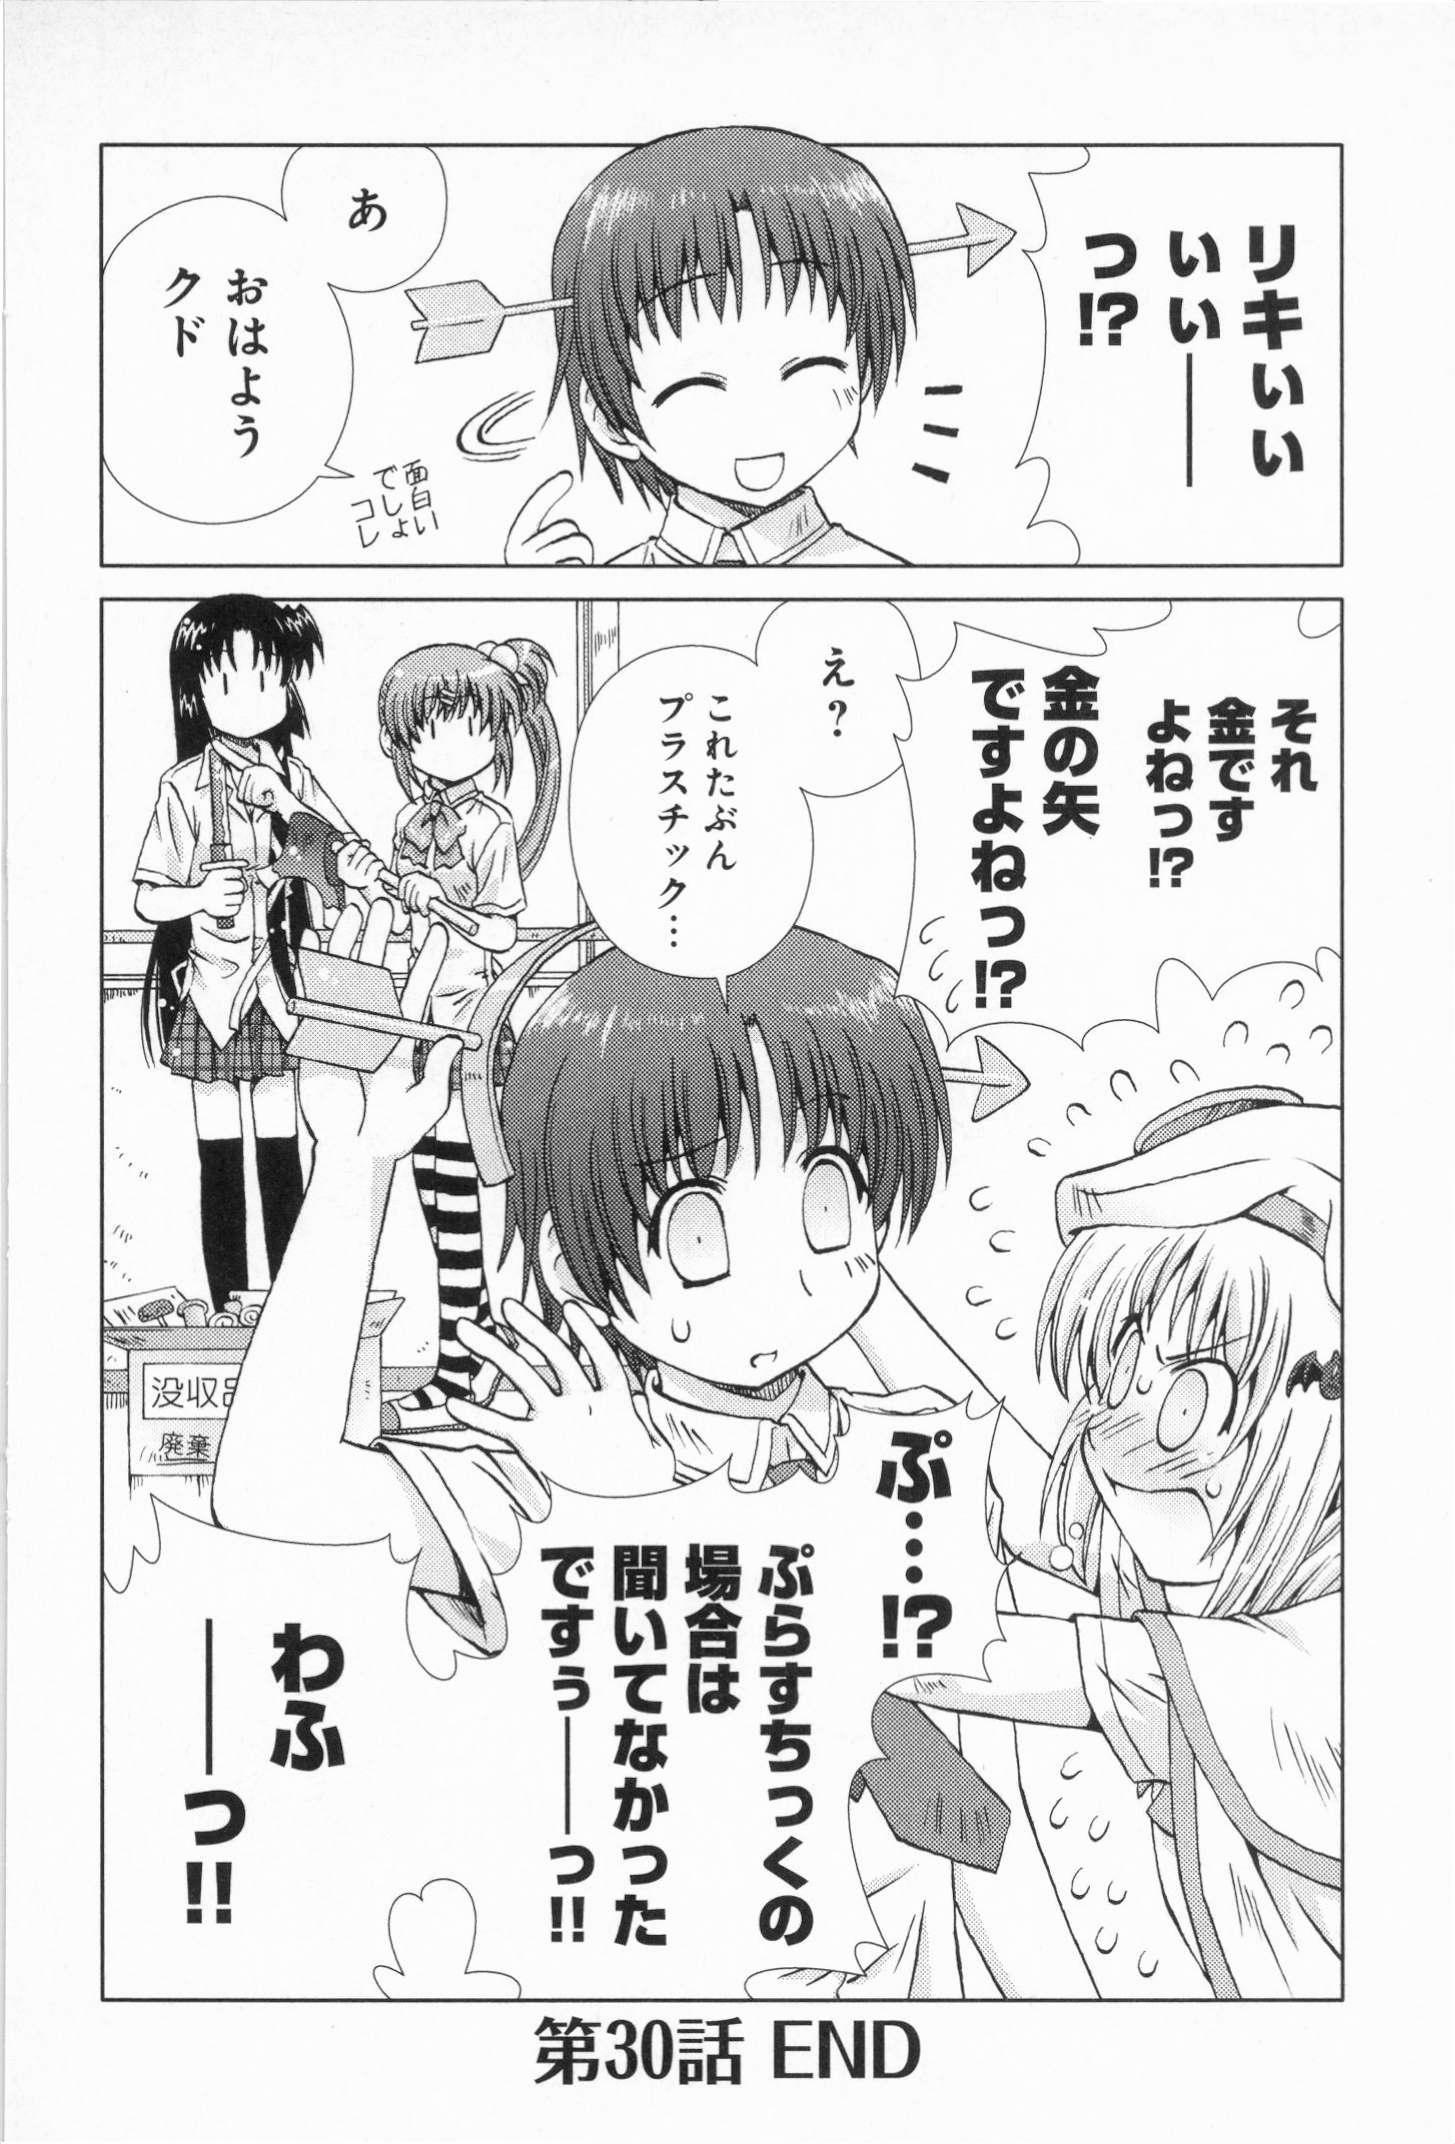 リキいい
いい――
っ!?
あ
おはよう
クド
面白い
でしょ
コレ
それ
金です
よねっ!?
金の矢
ですよねっ!?
え?
これたぶん
プラスチック…
ぷ…!?
ぷらすちっくの
場合は
聞いてなかった
ですぅ――っ!!
わふ
――っ!!
没収品
廃棄
第30話 END